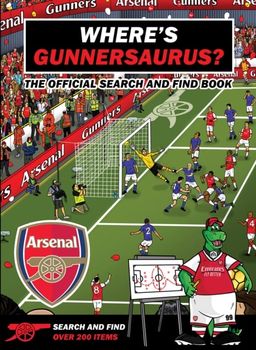 Gunners
Gunners
Arsenal
WHERE'S
GUNNERSAURUS?
THE OFFICIAL SEARCH AND FIND BOOK
Arsenal
Fly Emirates
FLY BETTER
99
SEARCH AND FIND
OVER 200 ITEMS